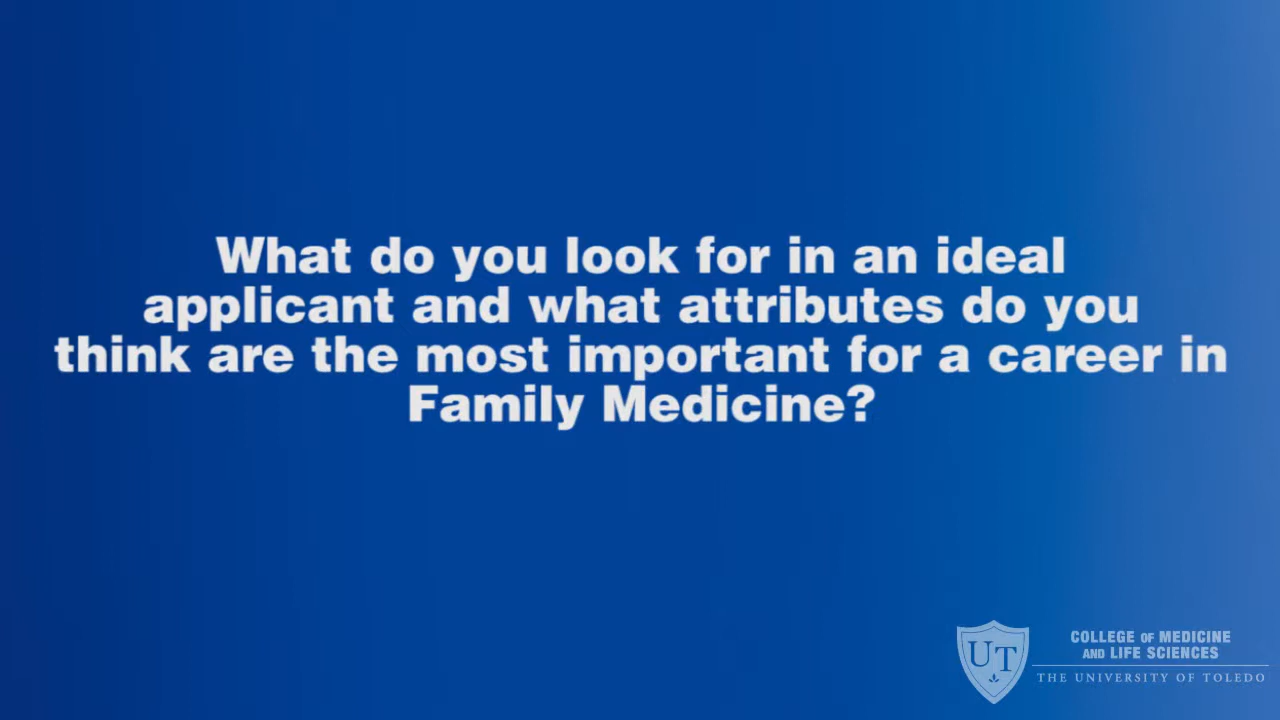 What do you look for in an ideal
applicant and what attributes do you
think are the most important for a career in
Family Medicine?
UT
COLLEGE OF MEDICINE
AND LIFE SCIENCES
THE UNIVERSITY OF TOLEDO